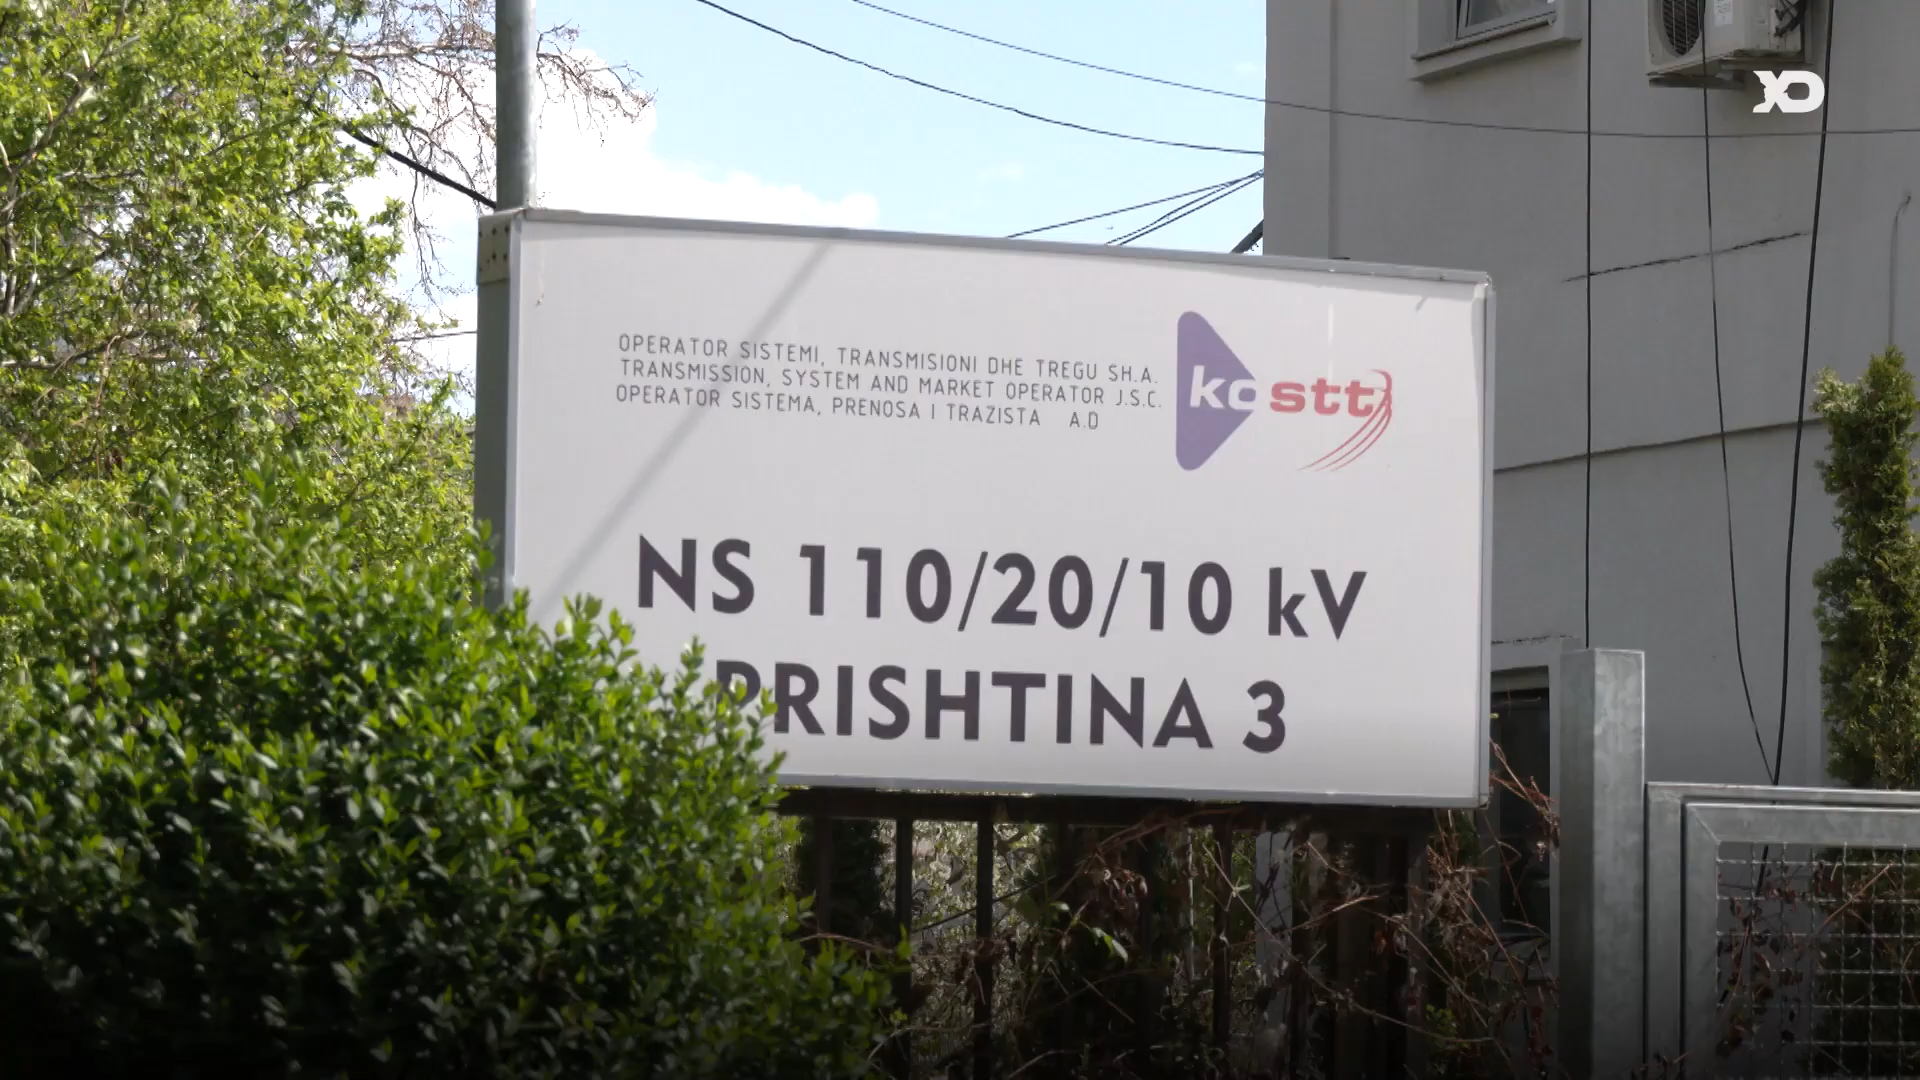 XO
OPERATOR SISTEMI, TRANSMISIONI DHE TREGU SH.A.
TRANSMISSION, SYSTEM AND MARKET OPERATOR J.S.C.
OPERATOR SISTEMA, PRENOSA I TRAZISTA A.D
kostt
NS 110/20/10 kV
PRISHTINA 3